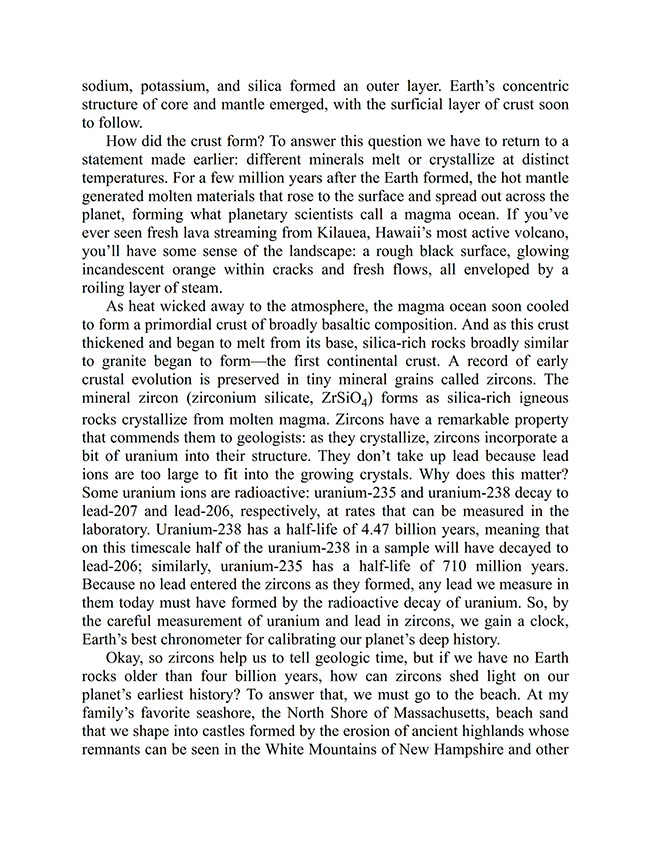 sodium, potassium, and silica formed an outer layer. Earth’s concentric
structure of core and mantle emerged, with the surficial layer of crust soon
to follow.
How did the crust form? To answer this question we have to return to a
statement made earlier: different minerals melt or crystallize at distinct
temperatures. For a few million years after the Earth formed, the hot mantle
generated molten materials that rose to the surface and spread out across the
planet, forming what planetary scientists call a magma ocean. If you’ve
ever seen fresh lava streaming from Kilauea, Hawaii’s most active volcano,
you’ll have some sense of the landscape: a rough black surface, glowing
incandescent orange within cracks and fresh flows, all enveloped by a
roiling layer of steam.
As heat wicked away to the atmosphere, the magma ocean soon cooled
to form a primordial crust of broadly basaltic composition. And as this crust
thickened and began to melt from its base, silica-rich rocks broadly similar
to granite began to form—the first continental crust. A record of early
crustal evolution is preserved in tiny mineral grains called zircons. The
mineral zircon (zirconium silicate, ZrSiO₄) forms as silica-rich igneous
rocks crystallize from molten magma. Zircons have a remarkable property
that commends them to geologists: as they crystallize, zircons incorporate a
bit of uranium into their structure. They don’t take up lead because lead
ions are too large to fit into the growing crystals. Why does this matter?
Some uranium ions are radioactive: uranium-235 and uranium-238 decay to
lead-207 and lead-206, respectively, at rates that can be measured in the
laboratory. Uranium-238 has a half-life of 4.47 billion years, meaning that
on this timescale half of the uranium-238 in a sample will have decayed to
lead-206; similarly, uranium-235 has a half-life of 710 million years.
Because no lead entered the zircons as they formed, any lead we measure in
them today must have formed by the radioactive decay of uranium. So, by
the careful measurement of uranium and lead in zircons, we gain a clock,
Earth’s best chronometer for calibrating our planet’s deep history.
Okay, so zircons help us to tell geologic time, but if we have no Earth
rocks older than four billion years, how can zircons shed light on our
planet’s earliest history? To answer that, we must go to the beach. At my
family’s favorite seashore, the North Shore of Massachusetts, beach sand
that we shape into castles formed by the erosion of ancient highlands whose
remnants can be seen in the White Mountains of New Hampshire and other